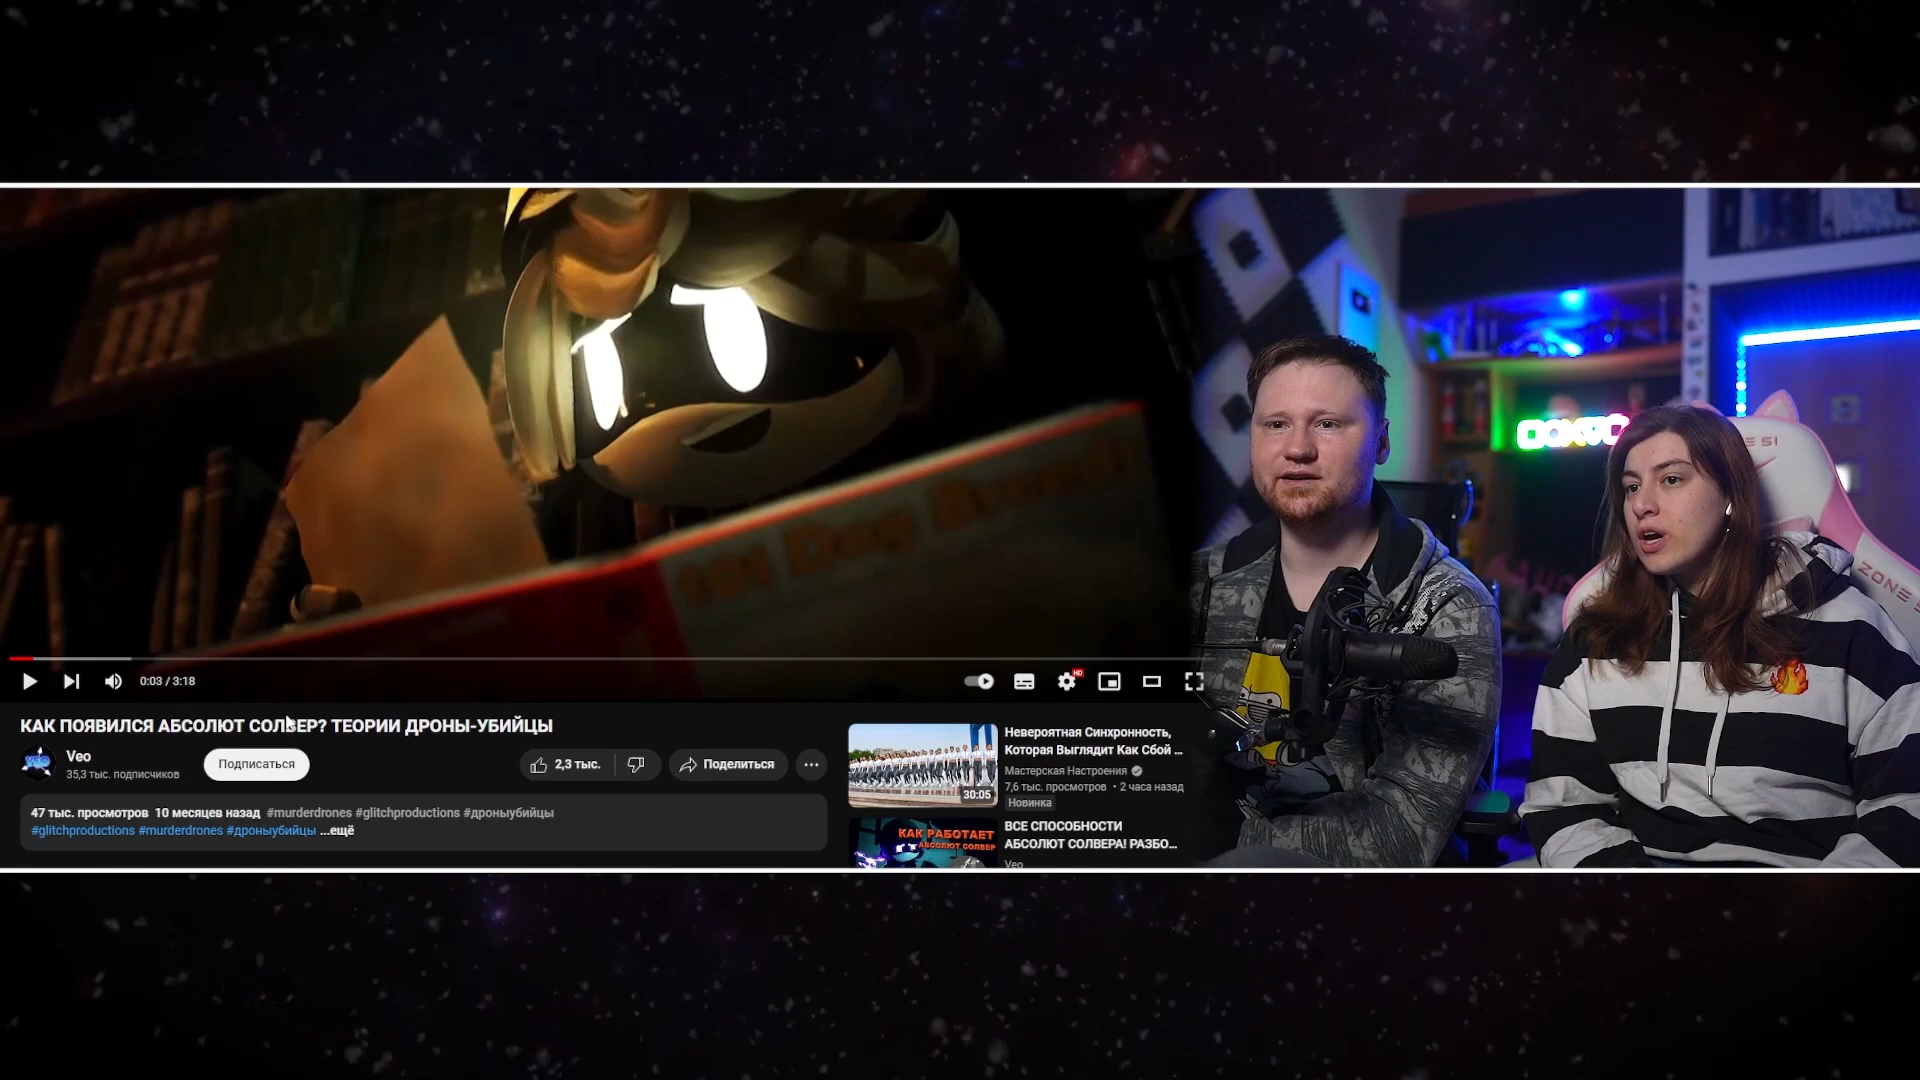 0:03 / 3:18
HD
КАК ПОЯВИЛСЯ АБСОЛЮТ СОЛВЕР? ТЕОРИИ ДРОНЫ-УБИЙЦЫ
Veo
35,3 тыс. подписчиков
Подписаться
2,3 тыс.
Поделиться
47 тыс. просмотров 10 месяцев назад #murderdrones #glitchproductions #дроныубийцы
#glitchproductions #murderdrones #дроныубийцы ...ещё
30:05
Невероятная Синхронность,
Которая Выглядит Как Сбой ...
Мастерская Настроения
7,6 тыс. просмотров • 2 часа назад
Новинка
КАК РАБОТАЕТ
АБСОЛЮТ СОЛВЕР
ВСЕ СПОСОБНОСТИ
АБСОЛЮТ СОЛВЕРА! РАЗБО...
Veo
ZONE